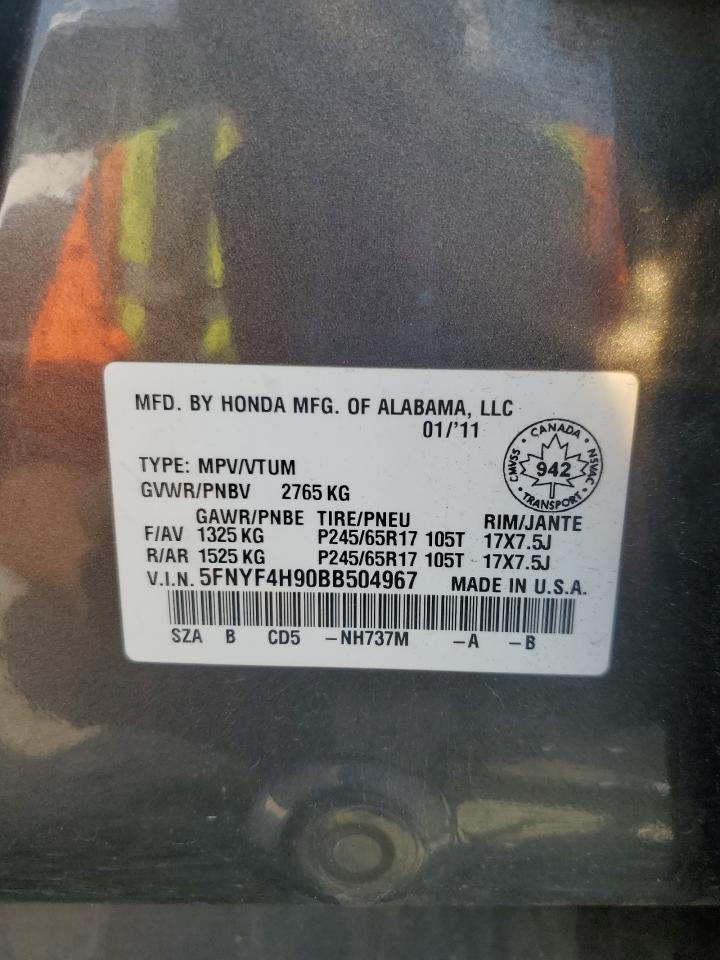 MFD. BY HONDA MFG. OF ALABAMA, LLC
01/'11
TYPE: MPV/VTUM
GVWR/PNBV 2765 KG
CANADA
CMVSS
942
NSVAC
TRANSPORT
GAWR/PNBE TIRE/PNEU RIM/JANTE
F/AV 1325 KG P245/65R17 105T 17X7.5J
R/AR 1525 KG P245/65R17 105T 17X7.5J
V.I.N. 5FNYF4H90BB504967 MADE IN U.S.A.
SZA B CD5 -NH737M -A -B